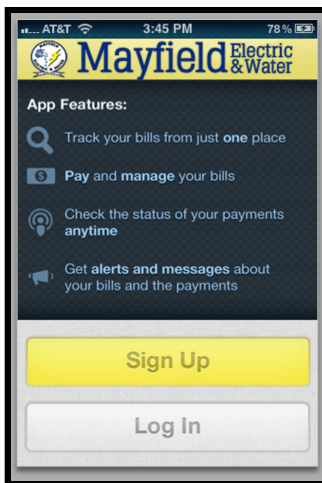 AT&T 3:45 PM 78%
Mayfield Electric & Water
App Features:
Track your bills from just one place
$
Pay and manage your bills
Check the status of your payments
anytime
Get alerts and messages about
your bills and the payments
Sign Up
Log In